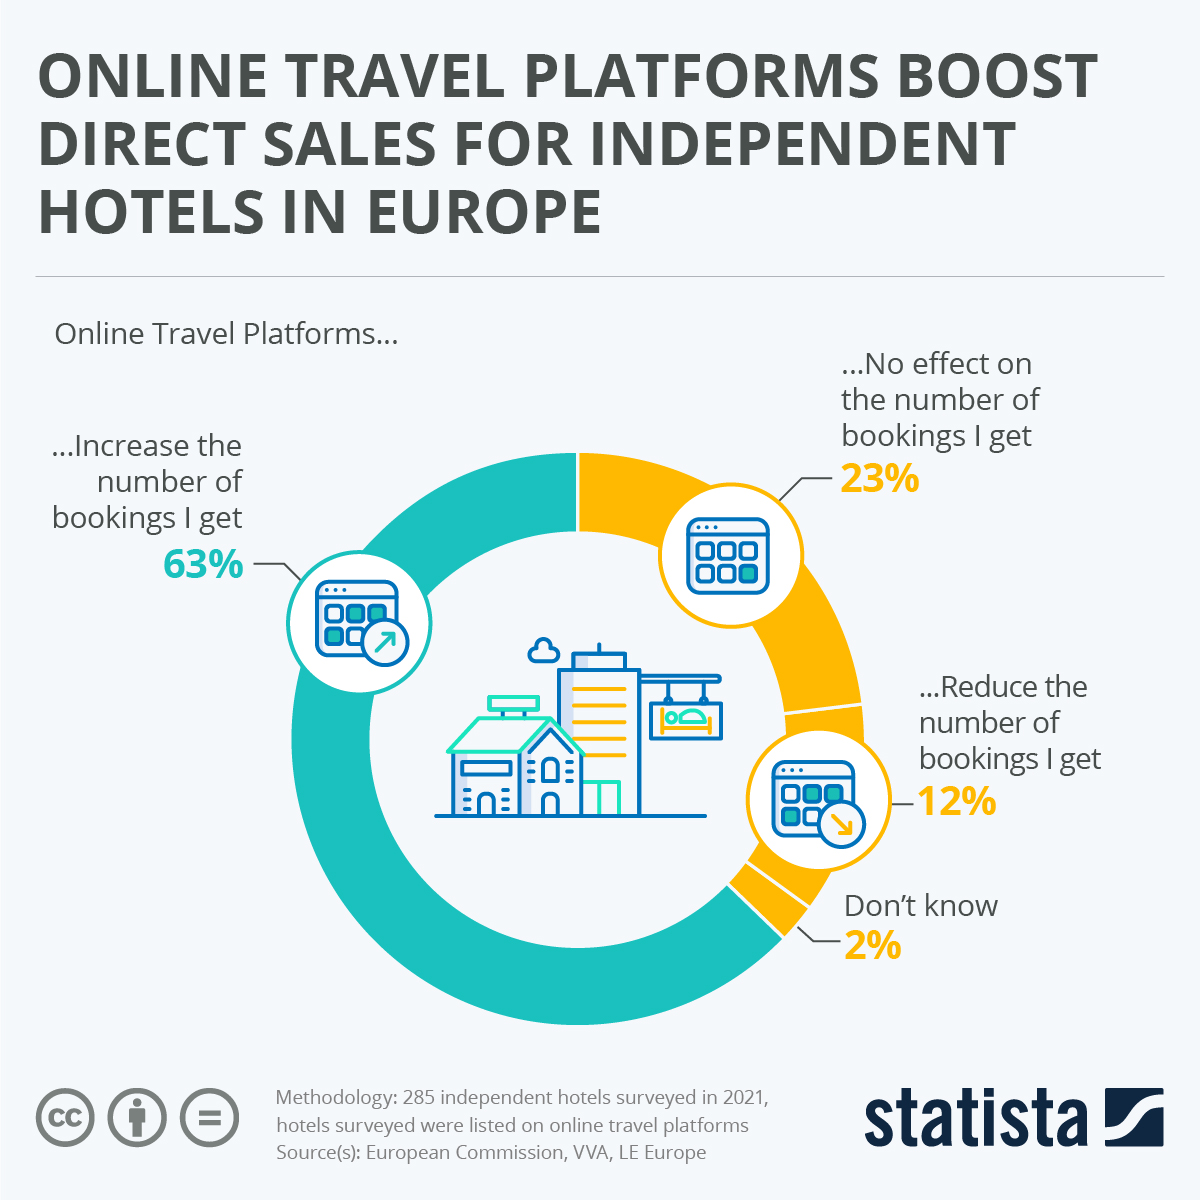 ONLINE TRAVEL PLATFORMS BOOST
DIRECT SALES FOR INDEPENDENT
HOTELS IN EUROPE
Online Travel Platforms...
...Increase the
number of
bookings I get
63%
...No effect on
the number of
bookings I get
23%
...Reduce the
number of
bookings I get
12%
Don't know
2%
cc
Methodology: 285 independent hotels surveyed in 2021,
hotels surveyed were listed on online travel platforms
Source(s): European Commission, VVA, LE Europe
statista